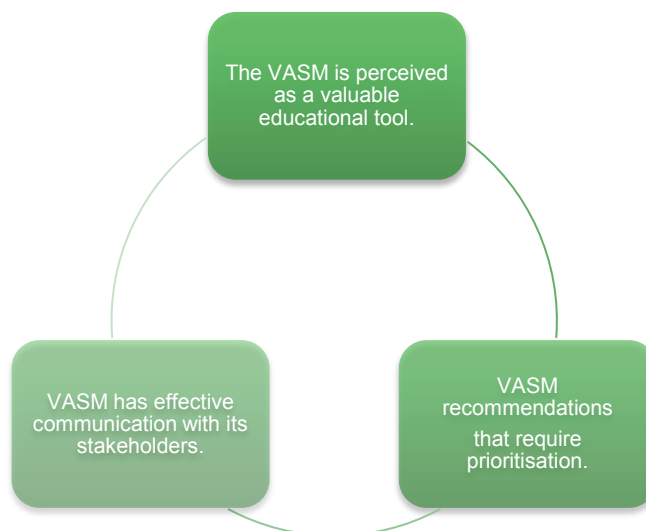 The VASM is perceived
as a valuable
educational tool.
VASM has effective
communication with its
stakeholders.
VASM
recommendations
that require
prioritisation.